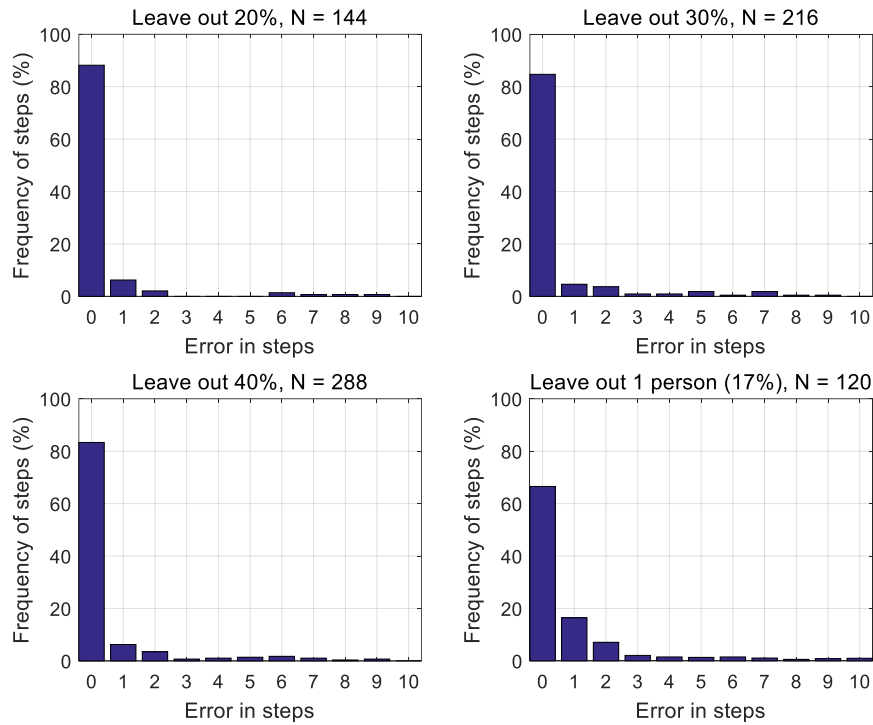 Leave out 20%, N = 144
Frequency of steps (%)
100
80
60
40
20
0
0 1 2 3 4 5 6 7 8 9 10
Error in steps
Leave out 30%, N = 216
Frequency of steps (%)
100
80
60
40
20
0
0 1 2 3 4 5 6 7 8 9 10
Error in steps
Leave out 40%, N = 288
Frequency of steps (%)
100
80
60
40
20
0
0 1 2 3 4 5 6 7 8 9 10
Error in steps
Leave out 1 person (17%), N = 120
Frequency of steps (%)
100
80
60
40
20
0
0 1 2 3 4 5 6 7 8 9 10
Error in steps